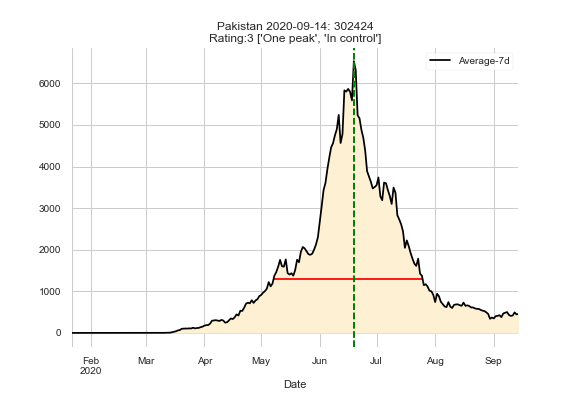 Pakistan 2020-09-14: 302424
Rating:3 ['One peak', 'In control']
Average-7d
6000
5000
4000
3000
2000
1000
0
Feb Mar Apr May Jun Jul Aug Sep
2020
Date